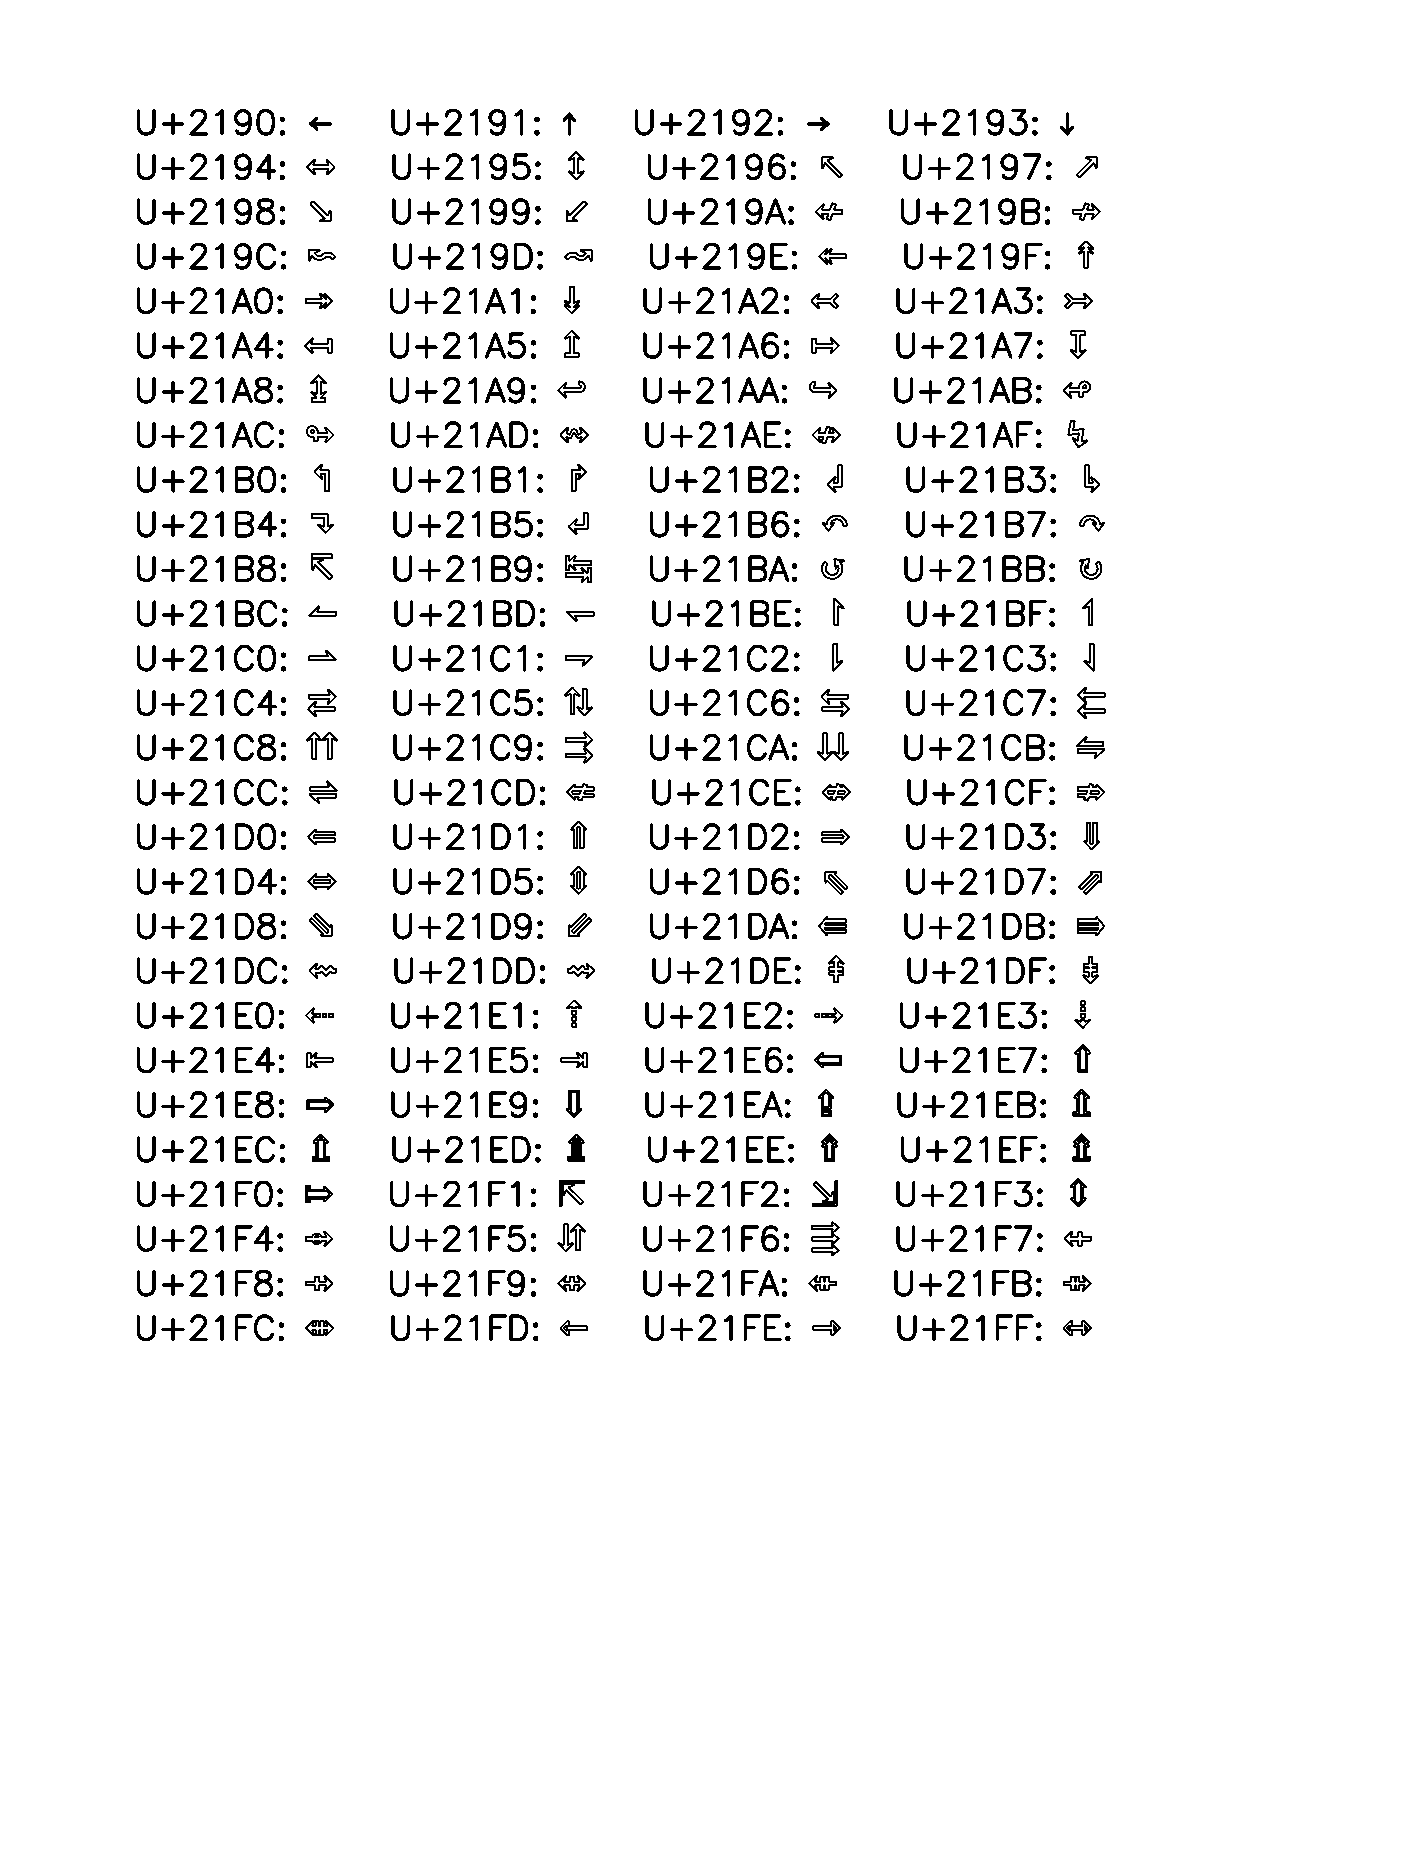 U+2190: ← U+2191: ↑ U+2192: → U+2193: ↓
U+2194: ↔ U+2195: ↕ U+2196: ↖ U+2197: ↗
U+2198: ↘ U+2199: ↙ U+219A: ↚ U+219B: ↛
U+219C: ↜ U+219D: ↝ U+219E: ↞ U+219F: ↟
U+21A0: ↠ U+21A1: ↡ U+21A2: ↢ U+21A3: ↣
U+21A4: ↤ U+21A5: ↥ U+21A6: ↦ U+21A7: ↧
U+21A8: ↨ U+21A9: ↩ U+21AA: ↪ U+21AB: ↫
U+21AC: ↬ U+21AD: ↭ U+21AE: ↮ U+21AF: ↯
U+21B0: ↰ U+21B1: ↱ U+21B2: ↲ U+21B3: ↳
U+21B4: ↴ U+21B5: ↵ U+21B6: ↶ U+21B7: ↷
U+21B8: ↸ U+21B9: ↹ U+21BA: ↺ U+21BB: ↻
U+21BC: ↼ U+21BD: ↽ U+21BE: ↾ U+21BF: ↿
U+21C0: ⇀ U+21C1: ⇁ U+21C2: ⇂ U+21C3: ⇃
U+21C4: ⇄ U+21C5: ⇅ U+21C6: ⇆ U+21C7: ⇇
U+21C8: ⇈ U+21C9: ⇉ U+21CA: ⇊ U+21CB: ⇋
U+21CC: ⇌ U+21CD: ⇍ U+21CE: ⇎ U+21CF: ⇏
U+21D0: ⇐ U+21D1: ⇑ U+21D2: ⇒ U+21D3: ⇓
U+21D4: ⇔ U+21D5: ⇕ U+21D6: ⇖ U+21D7: ⇗
U+21D8: ⇘ U+21D9: ⇙ U+21DA: ⇚ U+21DB: ⇛
U+21DC: ⇜ U+21DD: ⇝ U+21DE: ⇞ U+21DF: ⇟
U+21E0: ⇠ U+21E1: ⇡ U+21E2: ⇢ U+21E3: ⇣
U+21E4: ⇤ U+21E5: ⇥ U+21E6: ⇦ U+21E7: ⇧
U+21E8: ⇨ U+21E9: ⇩ U+21EA: ⇪ U+21EB: ⇫
U+21EC: ⇬ U+21ED: ⇭ U+21EE: ⇮ U+21EF: ⇯
U+21F0: ⇰ U+21F1: ⇱ U+21F2: ⇲ U+21F3: ⇳
U+21F4: ⇴ U+21F5: ⇵ U+21F6: ⇶ U+21F7: ⇷
U+21F8: ⇸ U+21F9: ⇹ U+21FA: ⇺ U+21FB: ⇻
U+21FC: ⇼ U+21FD: ⇽ U+21FE: ⇾ U+21FF: ⇿